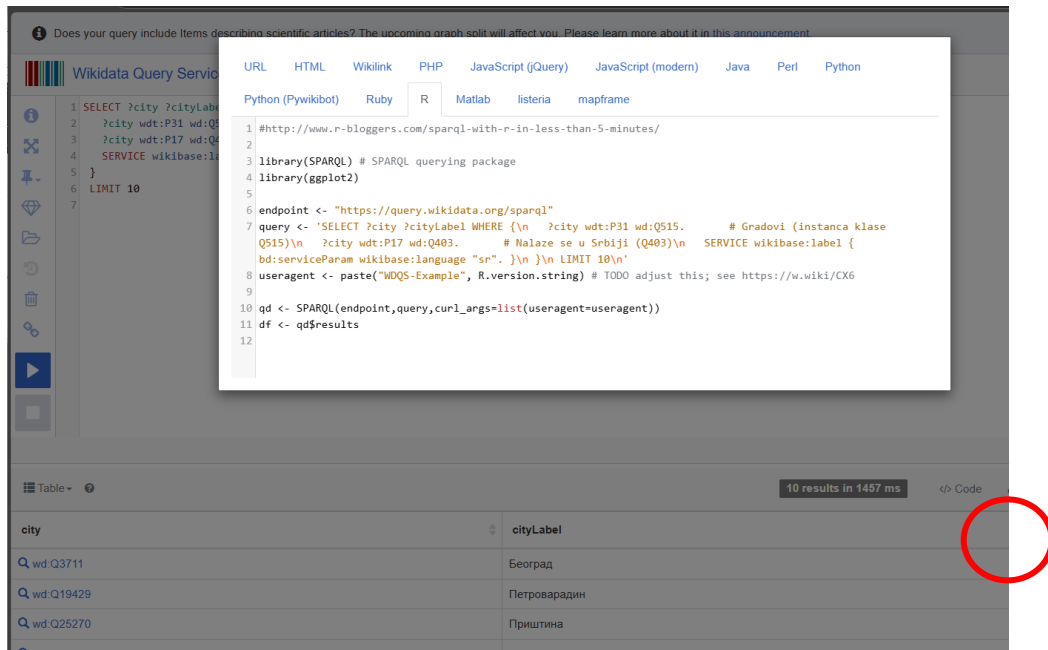 Does your query include Items describing scientific articles? The upcoming graph split will affect you. Please learn more about it in this announcement.
Wikidata Query Servic
1 SELECT ?city ?cityLabe
2 ?city wdt:P31 wd:Q5
3 ?city wdt:P17 wd:Q4
4 SERVICE wikibase:la
5 }
6 LIMIT 10
7
URL HTML Wikilink PHP JavaScript (jQuery) JavaScript (modern) Java Perl Python
Python (Pywikibot) Ruby R Matlab listeria mapframe
1 #http://www.r-bloggers.com/sparql-with-r-in-less-than-5-minutes/
2
3 library(SPARQL) # SPARQL querying package
4 library(ggplot2)
5
6 endpoint <- "https://query.wikidata.org/sparql"
7 query <- 'SELECT ?city ?cityLabel WHERE {\n ?city wdt:P31 wd:Q515. # Gradovi (instanca klase
Q515)\n ?city wdt:P17 wd:Q403. # Nalaze se u Srbiji (Q403)\n SERVICE wikibase:label {
bd:serviceParam wikibase:language "sr". }\n }\n LIMIT 10\n'
8 useragent <- paste("WDQS-Example", R.version.string) # TODO adjust this; see https://w.wiki/CX6
9
10 qd <- SPARQL(endpoint,query,curl_args=list(useragent=useragent))
11 df <- qd$results
12
Table 10 results in 1457 ms </> Code
city cityLabel
wd:Q3711 Београд
wd:Q19429 Петроварадин
wd:Q25270 Приштина